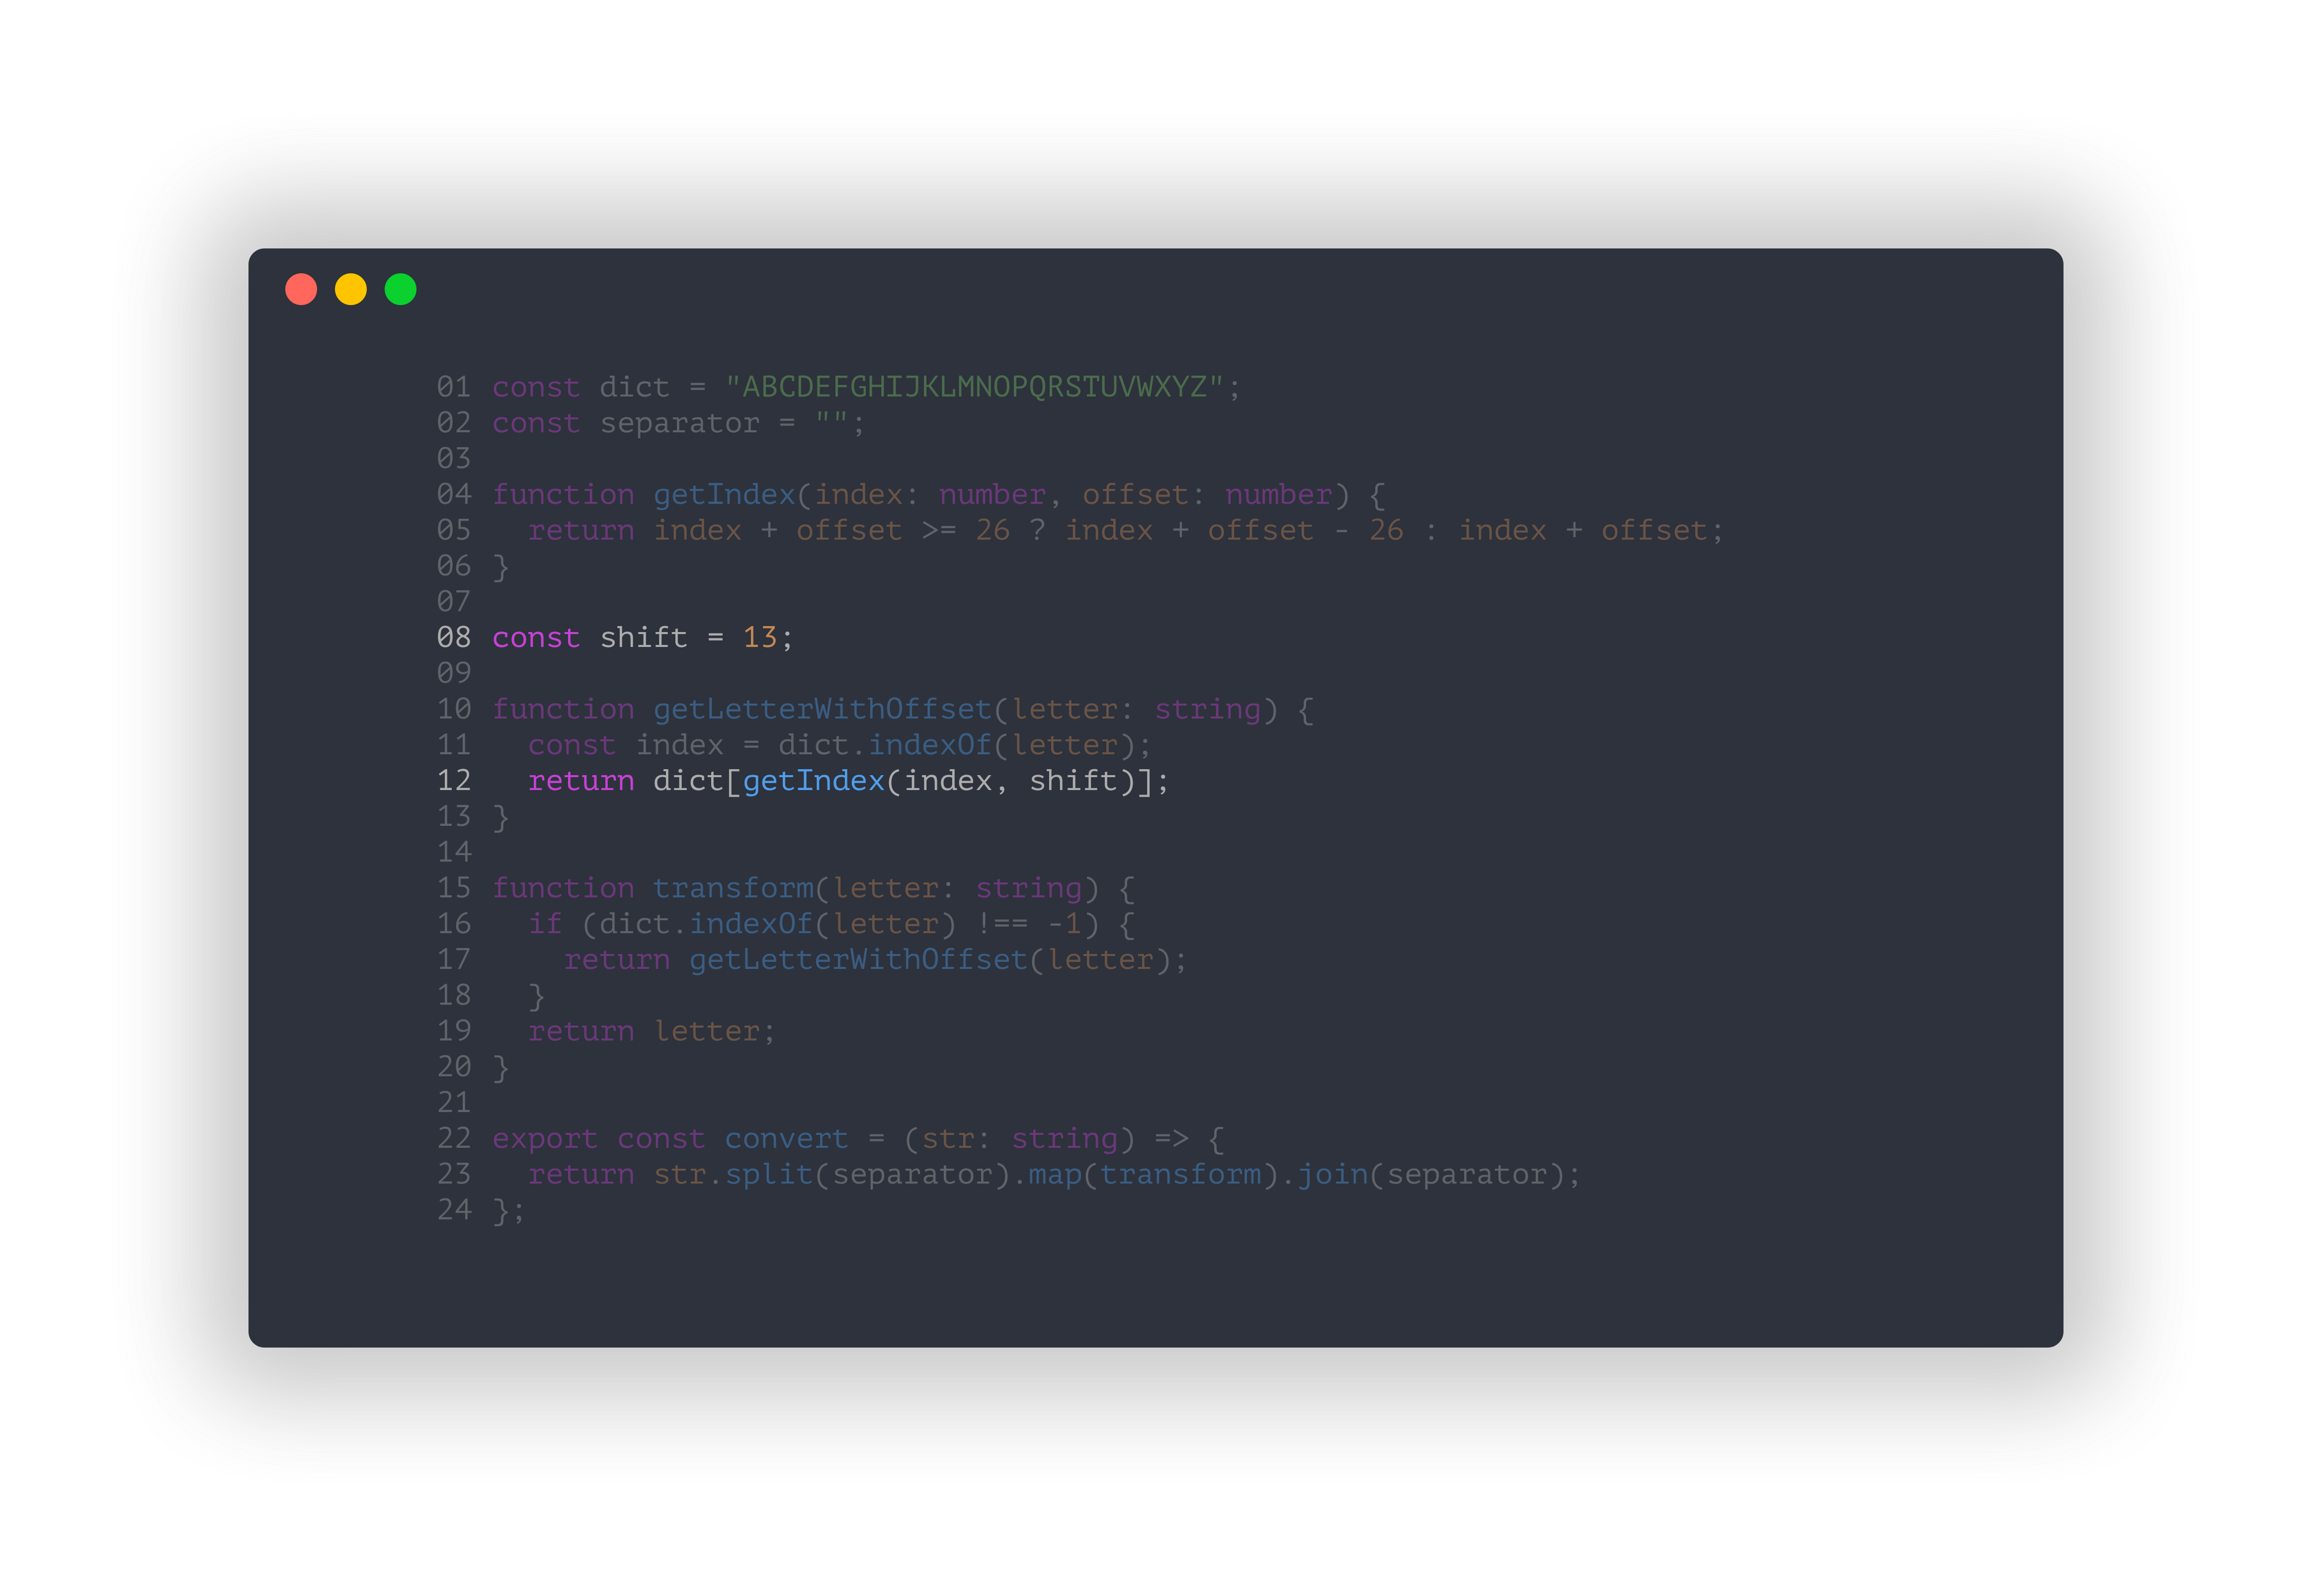 01 const dict = "ABCDEFGHIJKLMNOPQRSTUVWXYZ";
02 const separator = "";
03
04 function getIndex(index: number, offset: number) {
05   return index + offset >= 26 ? index + offset - 26 : index + offset;
06 }
07
08 const shift = 13;
09
10 function getLetterWithOffset(letter: string) {
11   const index = dict.indexOf(letter);
12   return dict[getIndex(index, shift)];
13 }
14
15 function transform(letter: string) {
16   if (dict.indexOf(letter) !== -1) {
17     return getLetterWithOffset(letter);
18   }
19   return letter;
20 }
21
22 export const convert = (str: string) => {
23   return str.split(separator).map(transform).join(separator);
24 };